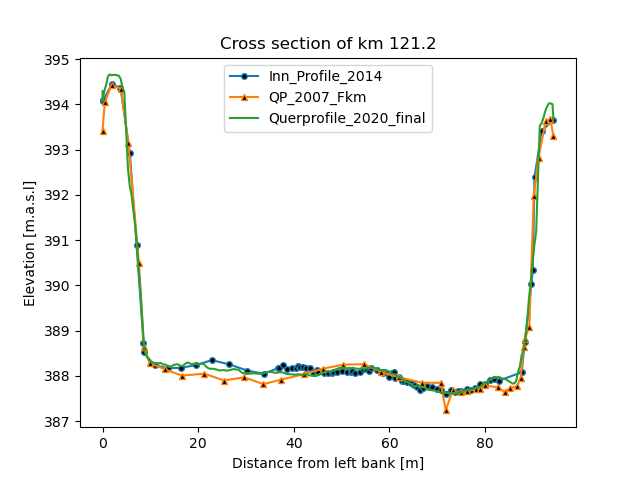 Cross section of km 121.2
Inn_Profile_2014
QP_2007_Fkm
Querprofile_2020_final
395
394
393
392
391
390
389
388
387
Elevation [m.a.s.l]
0 20 40 60 80
Distance from left bank [m]